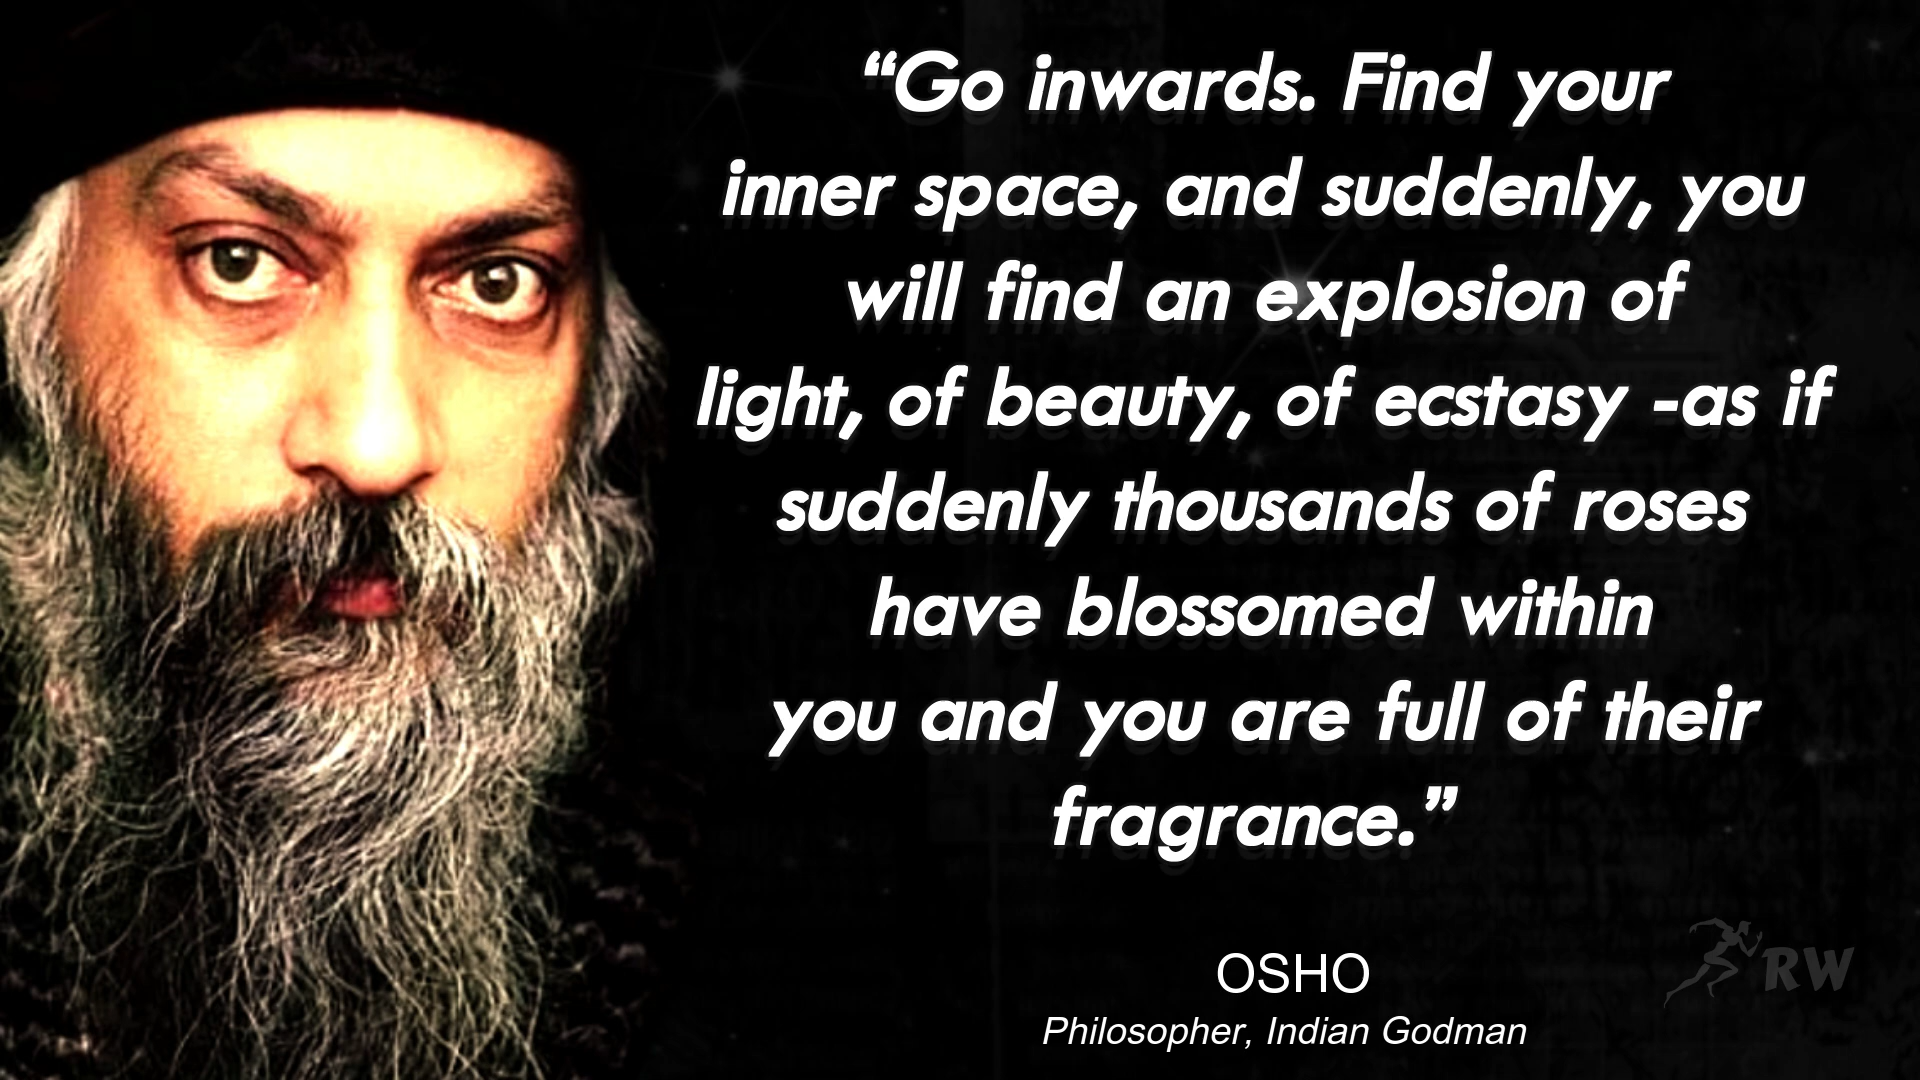 “Go inwards. Find your
inner space, and suddenly, you
will find an explosion of
light, of beauty, of ecstasy -as if
suddenly thousands of roses
have blossomed within
you and you are full of their
fragrance.”
OSHO
Philosopher, Indian Godman
RW